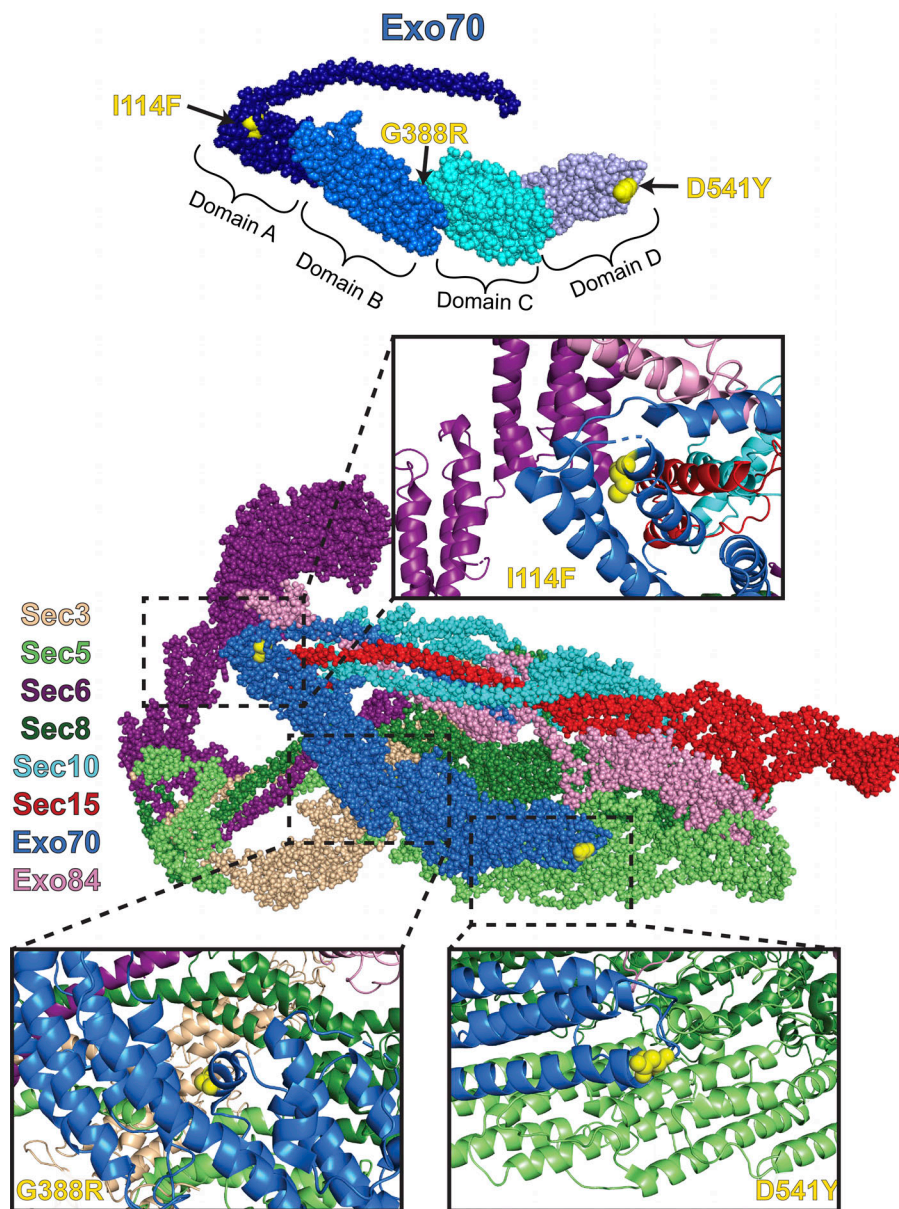 Exo70
I114F
G388R
D541Y
Domain A
Domain B
Domain C
Domain D
I114F
Sec3
Sec5
Sec6
Sec8
Sec10
Sec15
Exo70
Exo84
G388R
D541Y